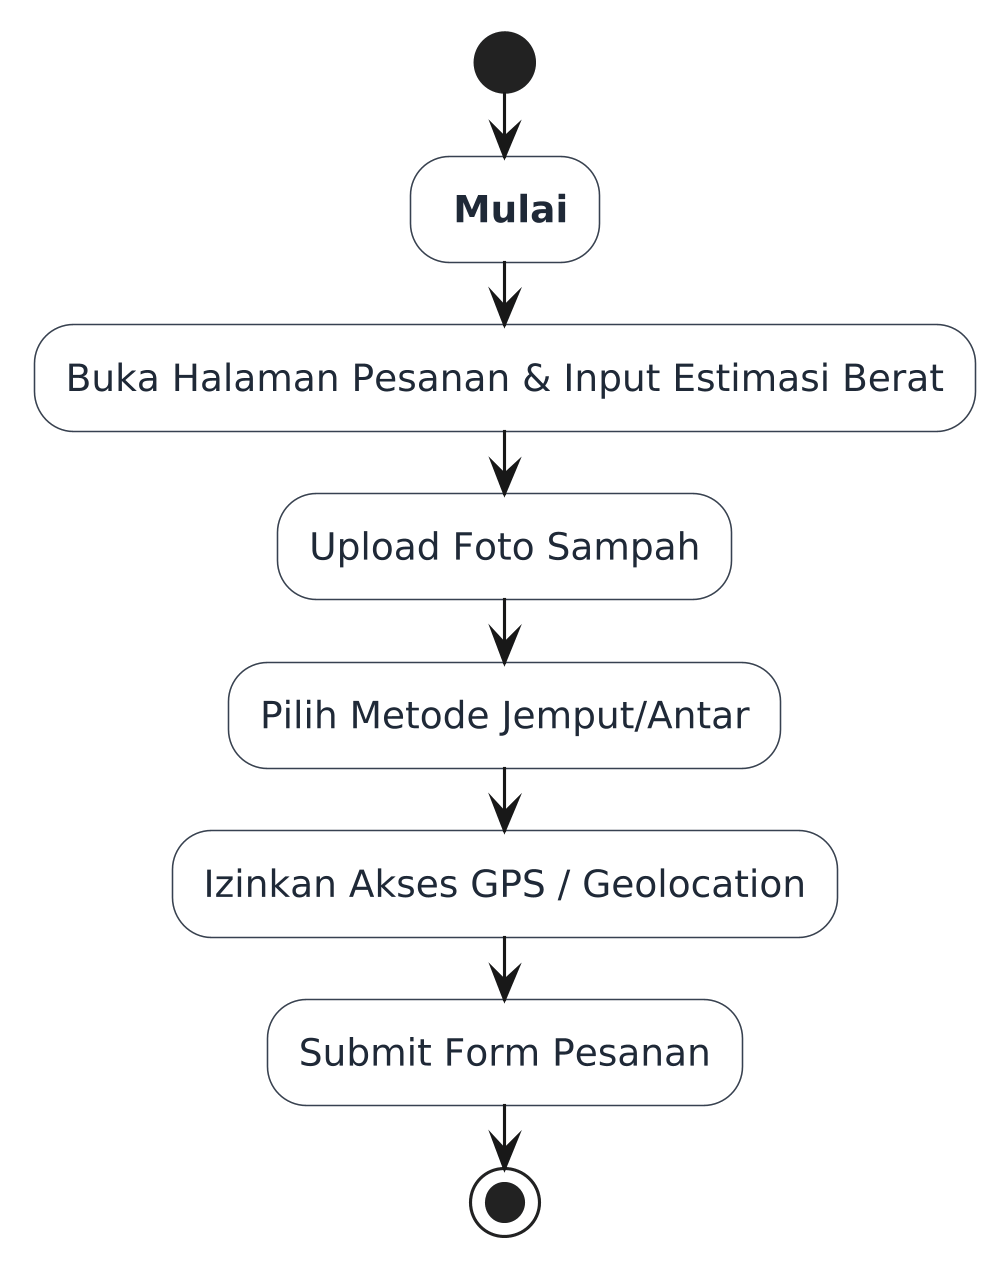 Mulai
Buka Halaman Pesanan & Input Estimasi Berat
Upload Foto Sampah
Pilih Metode Jemput/Antar
Izinkan Akses GPS / Geolocation
Submit Form Pesanan